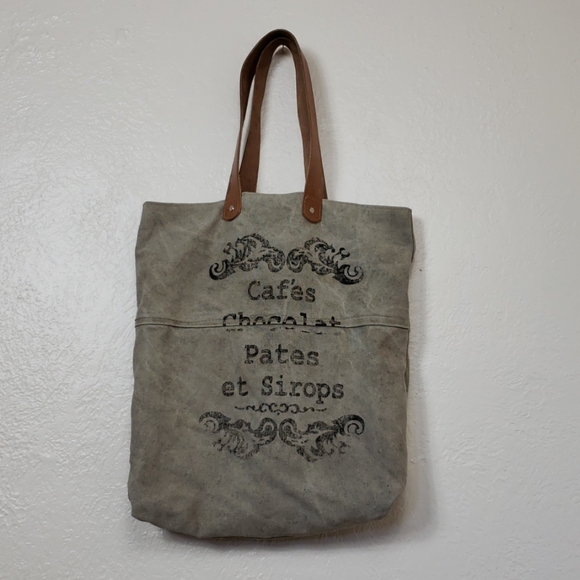 Cafés
Chocolat
Pates
et Sirops